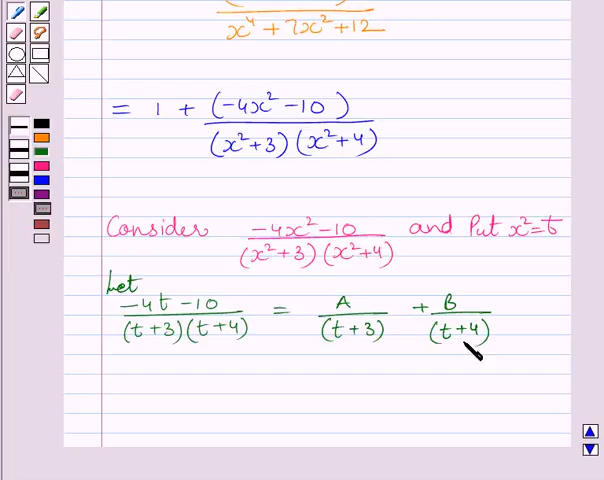 x⁴ + 7x² + 12
= 1 + (-4x² - 10)
(x² + 3) (x² + 4)
Consider -4x² - 10 and Put x² = t
(x² + 3) (x² + 4)
Let
-4t - 10 = A + B
(t + 3) (t + 4) (t + 3) (t + 4)